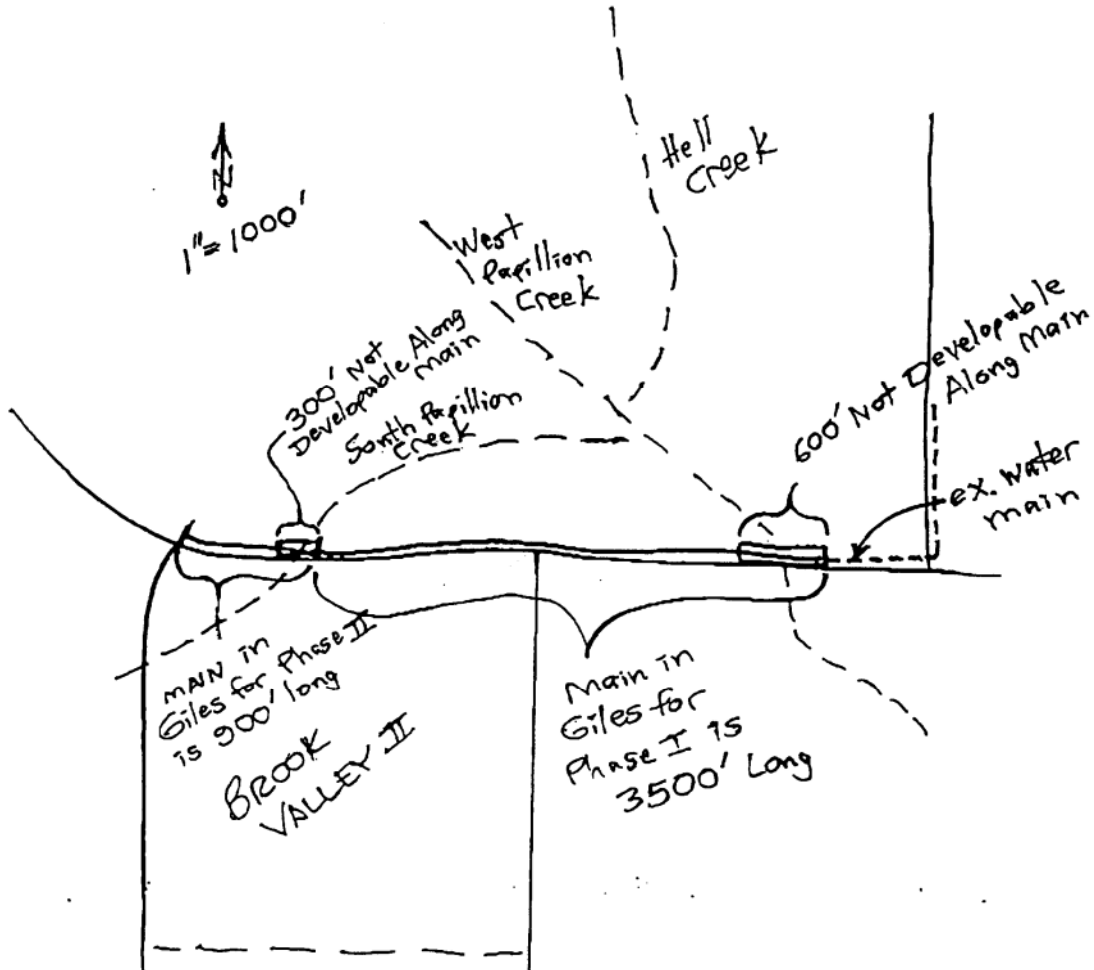 Hell
Creek
N
1"=1000'
West
Papillion
Creek
300' Not
Developable Along
main
South Papillion
Creek
600' Not Developable
Along Main
ex. water
main
MAIN in
Giles for Phase II
is 900' long
BROOK
VALLEY II
Main in
Giles for
Phase I is
3500' Long